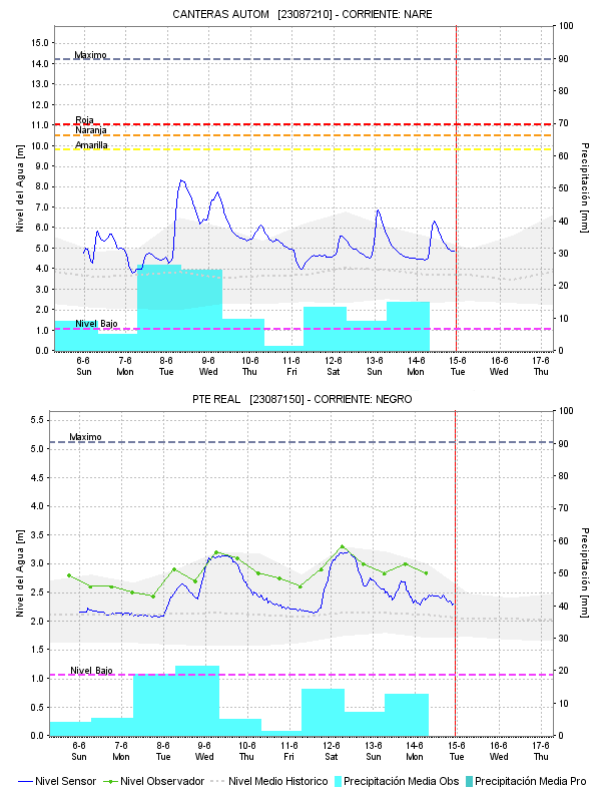 CANTERAS AUTOM [23087210] - CORRIENTE: NARE
Nivel del Agua [m]
15.0
14.0
13.0
12.0
11.0
10.0
9.0
8.0
7.0
6.0
5.0
4.0
3.0
2.0
1.0
0.0
Maximo
Roja
Naranja
Amarilla
Nivel Bajo
100
90
80
70
60
50
40
30
20
10
0
Precipitación [mm]
6-6 7-6 8-6 9-6 10-6 11-6 12-6 13-6 14-6 15-6 16-6 17-6
Sun Mon Tue Wed Thu Fri Sat Sun Mon Tue Wed Thu
PTE REAL [23087150] - CORRIENTE: NEGRO
Nivel del Agua [m]
5.5
5.0
4.5
4.0
3.5
3.0
2.5
2.0
1.5
1.0
0.5
0.0
Maximo
Nivel Bajo
100
90
80
70
60
50
40
30
20
10
0
Precipitación [mm]
6-6 7-6 8-6 9-6 10-6 11-6 12-6 13-6 14-6 15-6 16-6 17-6
Sun Mon Tue Wed Thu Fri Sat Sun Mon Tue Wed Thu
Nivel Sensor Nivel Observador Nivel Medio Historico Precipitación Media Obs Precipitación Media Pro